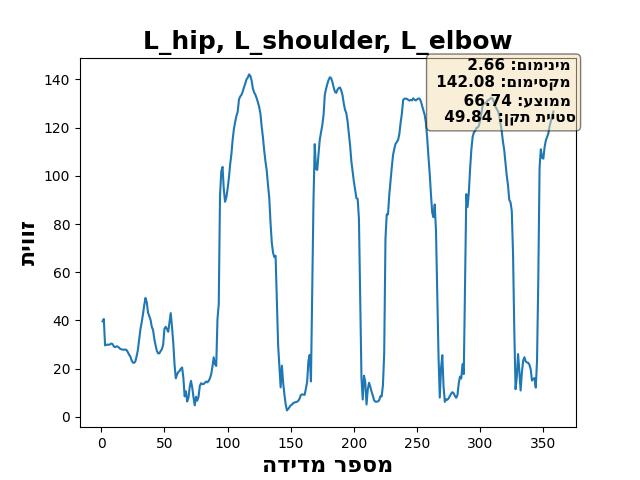 L_hip, L_shoulder, L_elbow
מינימום: 2.66
מקסימום: 142.08
ממוצע: 66.74
סטיית תקן: 49.84
זווית
140
120
100
80
60
40
20
0
0 50 100 150 200 250 300 350
מספר מדידה